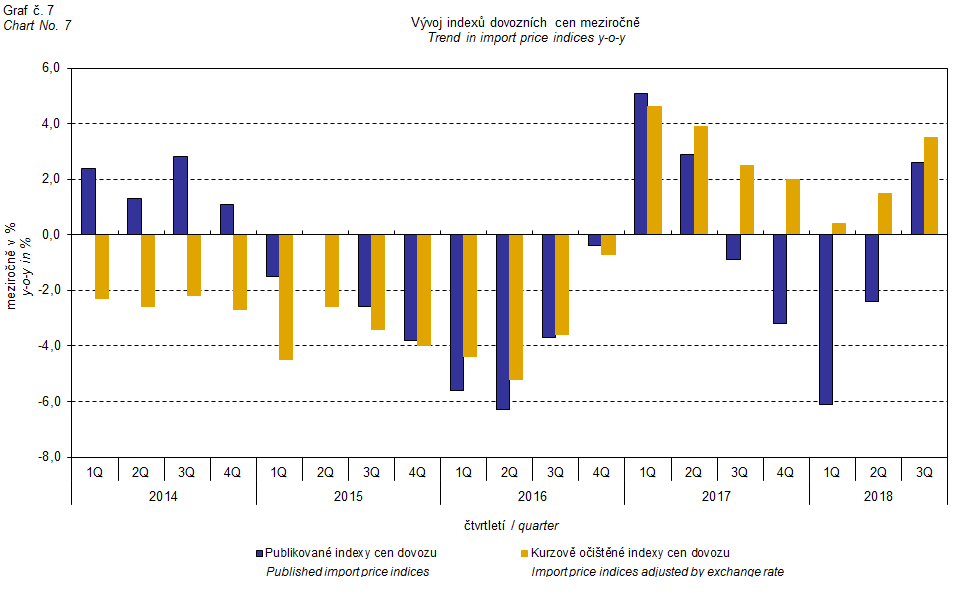 Graf č. 7
Chart No. 7
Vývoj indexů dovozních cen meziročně
Trend in import price indices y-o-y
6,0
4,0
2,0
0,0
-2,0
-4,0
-6,0
-8,0
meziročně v %
y-o-y in %
1Q 2Q 3Q 4Q 1Q 2Q 3Q 4Q 1Q 2Q 3Q 4Q 1Q 2Q 3Q 4Q 1Q 2Q 3Q
2014 2015 2016 2017 2018
čtvrtletí / quarter
Publikované indexy cen dovozu
Published import price indices
Kurzově očištěné indexy cen dovozu
Import price indices adjusted by exchange rate